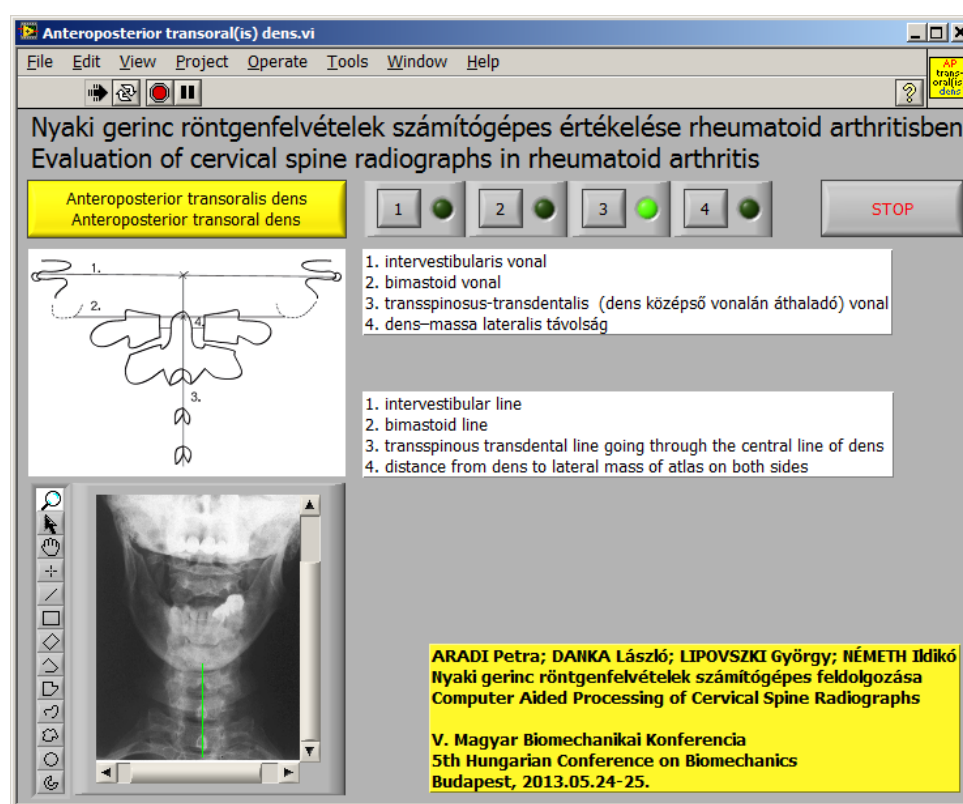 Anteroposterior transoral(is) dens.vi
File Edit View Project Operate Tools Window Help
AP
trans-
oral(is)
dens
Nyaki gerinc röntgenfelvételek számítógépes értékelése rheumatoid arthritisben
Evaluation of cervical spine radiographs in rheumatoid arthritis
Anteroposterior transoralis dens
Anteroposterior transoral dens
1 2 3 4 STOP
1.
2.
4.
3.
1. intervestibularis vonal
2. bimastoid vonal
3. transspinosus-transdentalis (dens középső vonalán áthaladó) vonal
4. dens–massa lateralis távolság
1. intervestibular line
2. bimastoid line
3. transspinous transdental line going through the central line of dens
4. distance from dens to lateral mass of atlas on both sides
ARADI Petra; DANKA László; LIPOVSZKI György; NÉMETH Ildikó
Nyaki gerinc röntgenfelvételek számítógépes feldolgozása
Computer Aided Processing of Cervical Spine Radiographs
V. Magyar Biomechanikai Konferencia
5th Hungarian Conference on Biomechanics
Budapest, 2013.05.24-25.